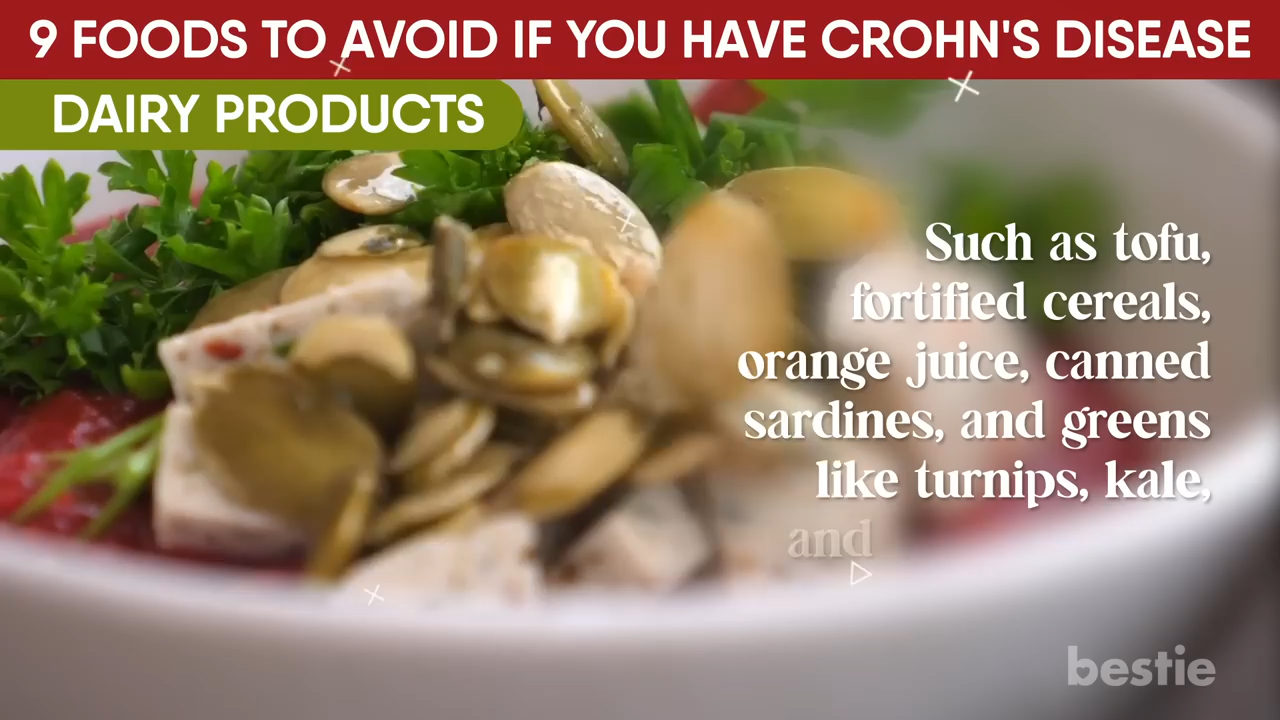 9 FOODS TO AVOID IF YOU HAVE CROHN'S DISEASE
DAIRY PRODUCTS
Such as tofu,
fortified cereals,
orange juice, canned
sardines, and greens
like turnips, kale,
and
bestie